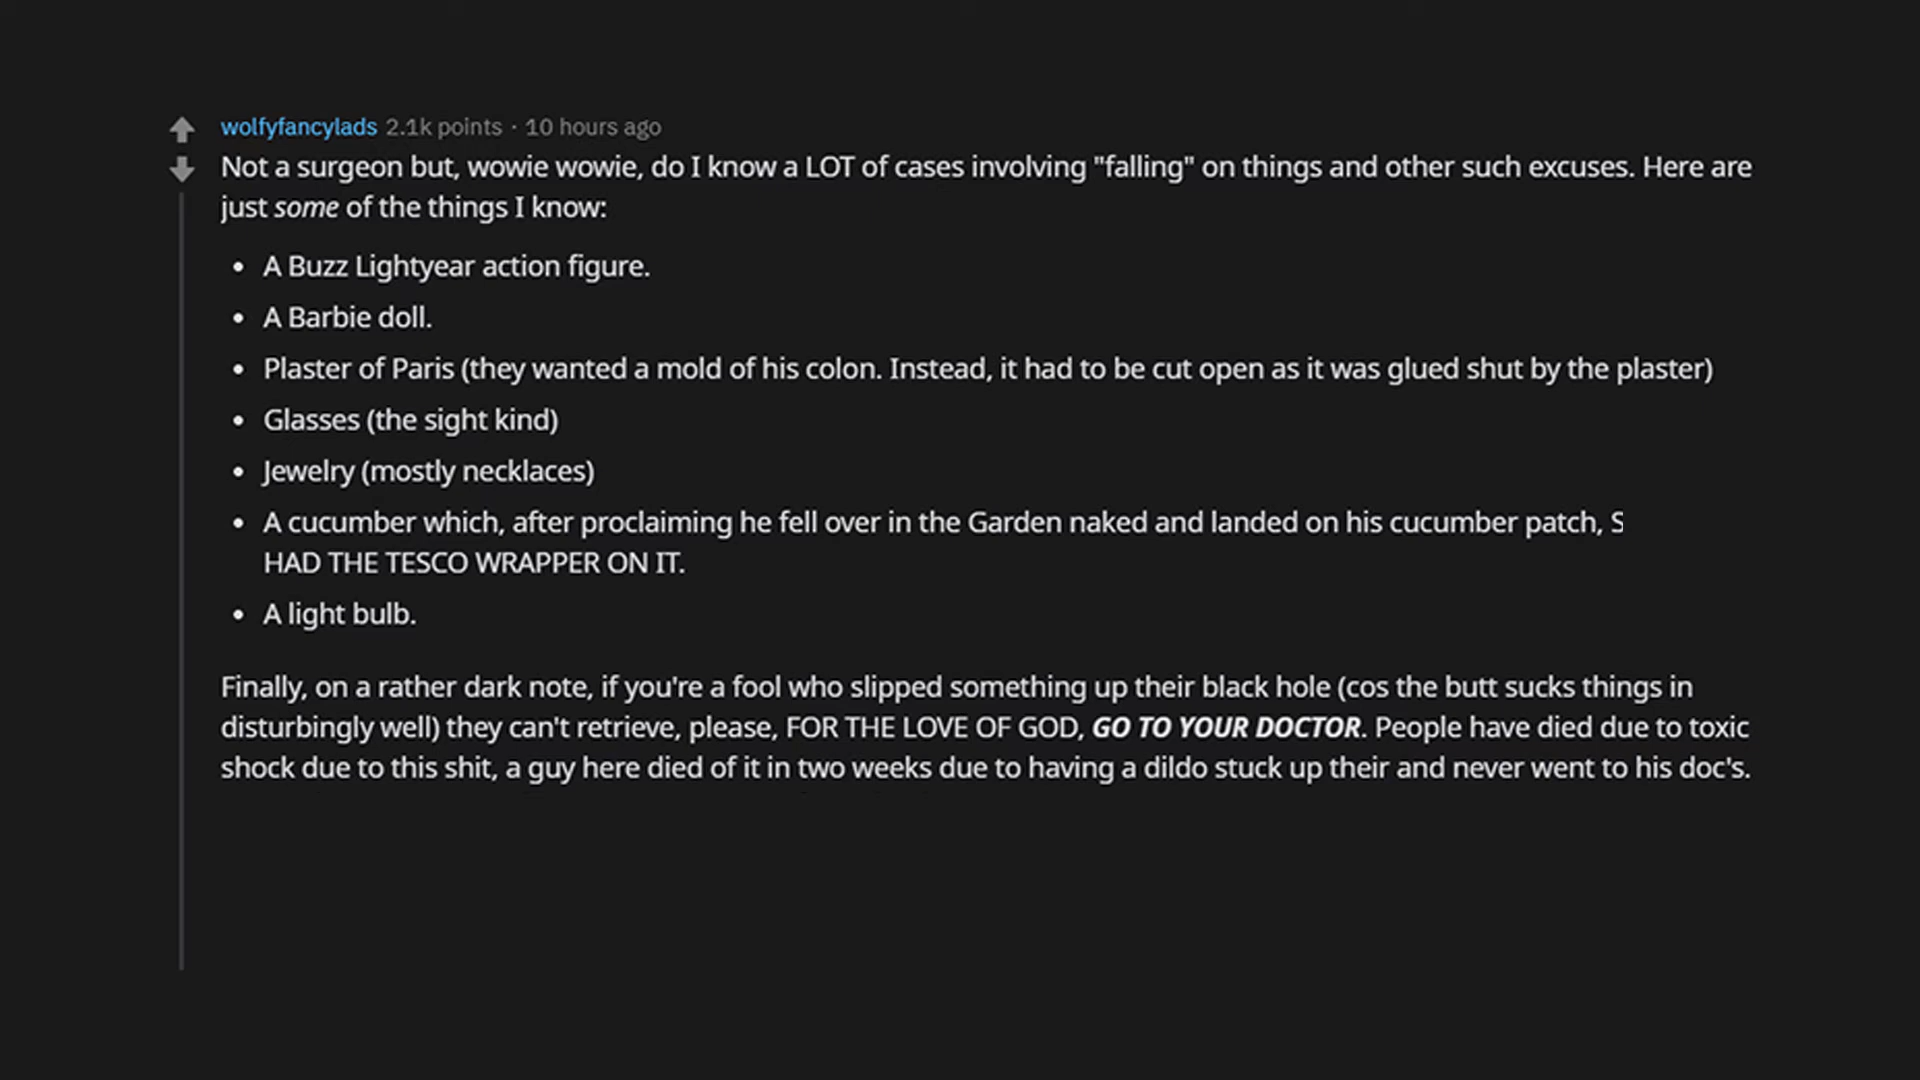 wolfyfancylads 2.1k points · 10 hours ago
Not a surgeon but, wowie wowie, do I know a LOT of cases involving "falling" on things and other such excuses. Here are
just some of the things I know:
• A Buzz Lightyear action figure.
• A Barbie doll.
• Plaster of Paris (they wanted a mold of his colon. Instead, it had to be cut open as it was glued shut by the plaster)
• Glasses (the sight kind)
• Jewelry (mostly necklaces)
• A cucumber which, after proclaiming he fell over in the Garden naked and landed on his cucumber patch, S
HAD THE TESCO WRAPPER ON IT.
• A light bulb.
Finally, on a rather dark note, if you're a fool who slipped something up their black hole (cos the butt sucks things in
disturbingly well) they can't retrieve, please, FOR THE LOVE OF GOD, GO TO YOUR DOCTOR. People have died due to toxic
shock due to this shit, a guy here died of it in two weeks due to having a dildo stuck up their and never went to his doc's.